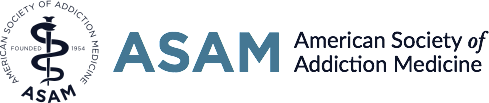 AMERICAN SOCIETY OF ADDICTION MEDICINE
FOUNDED 1954
ASAM
ASAM
American Society of
Addiction Medicine